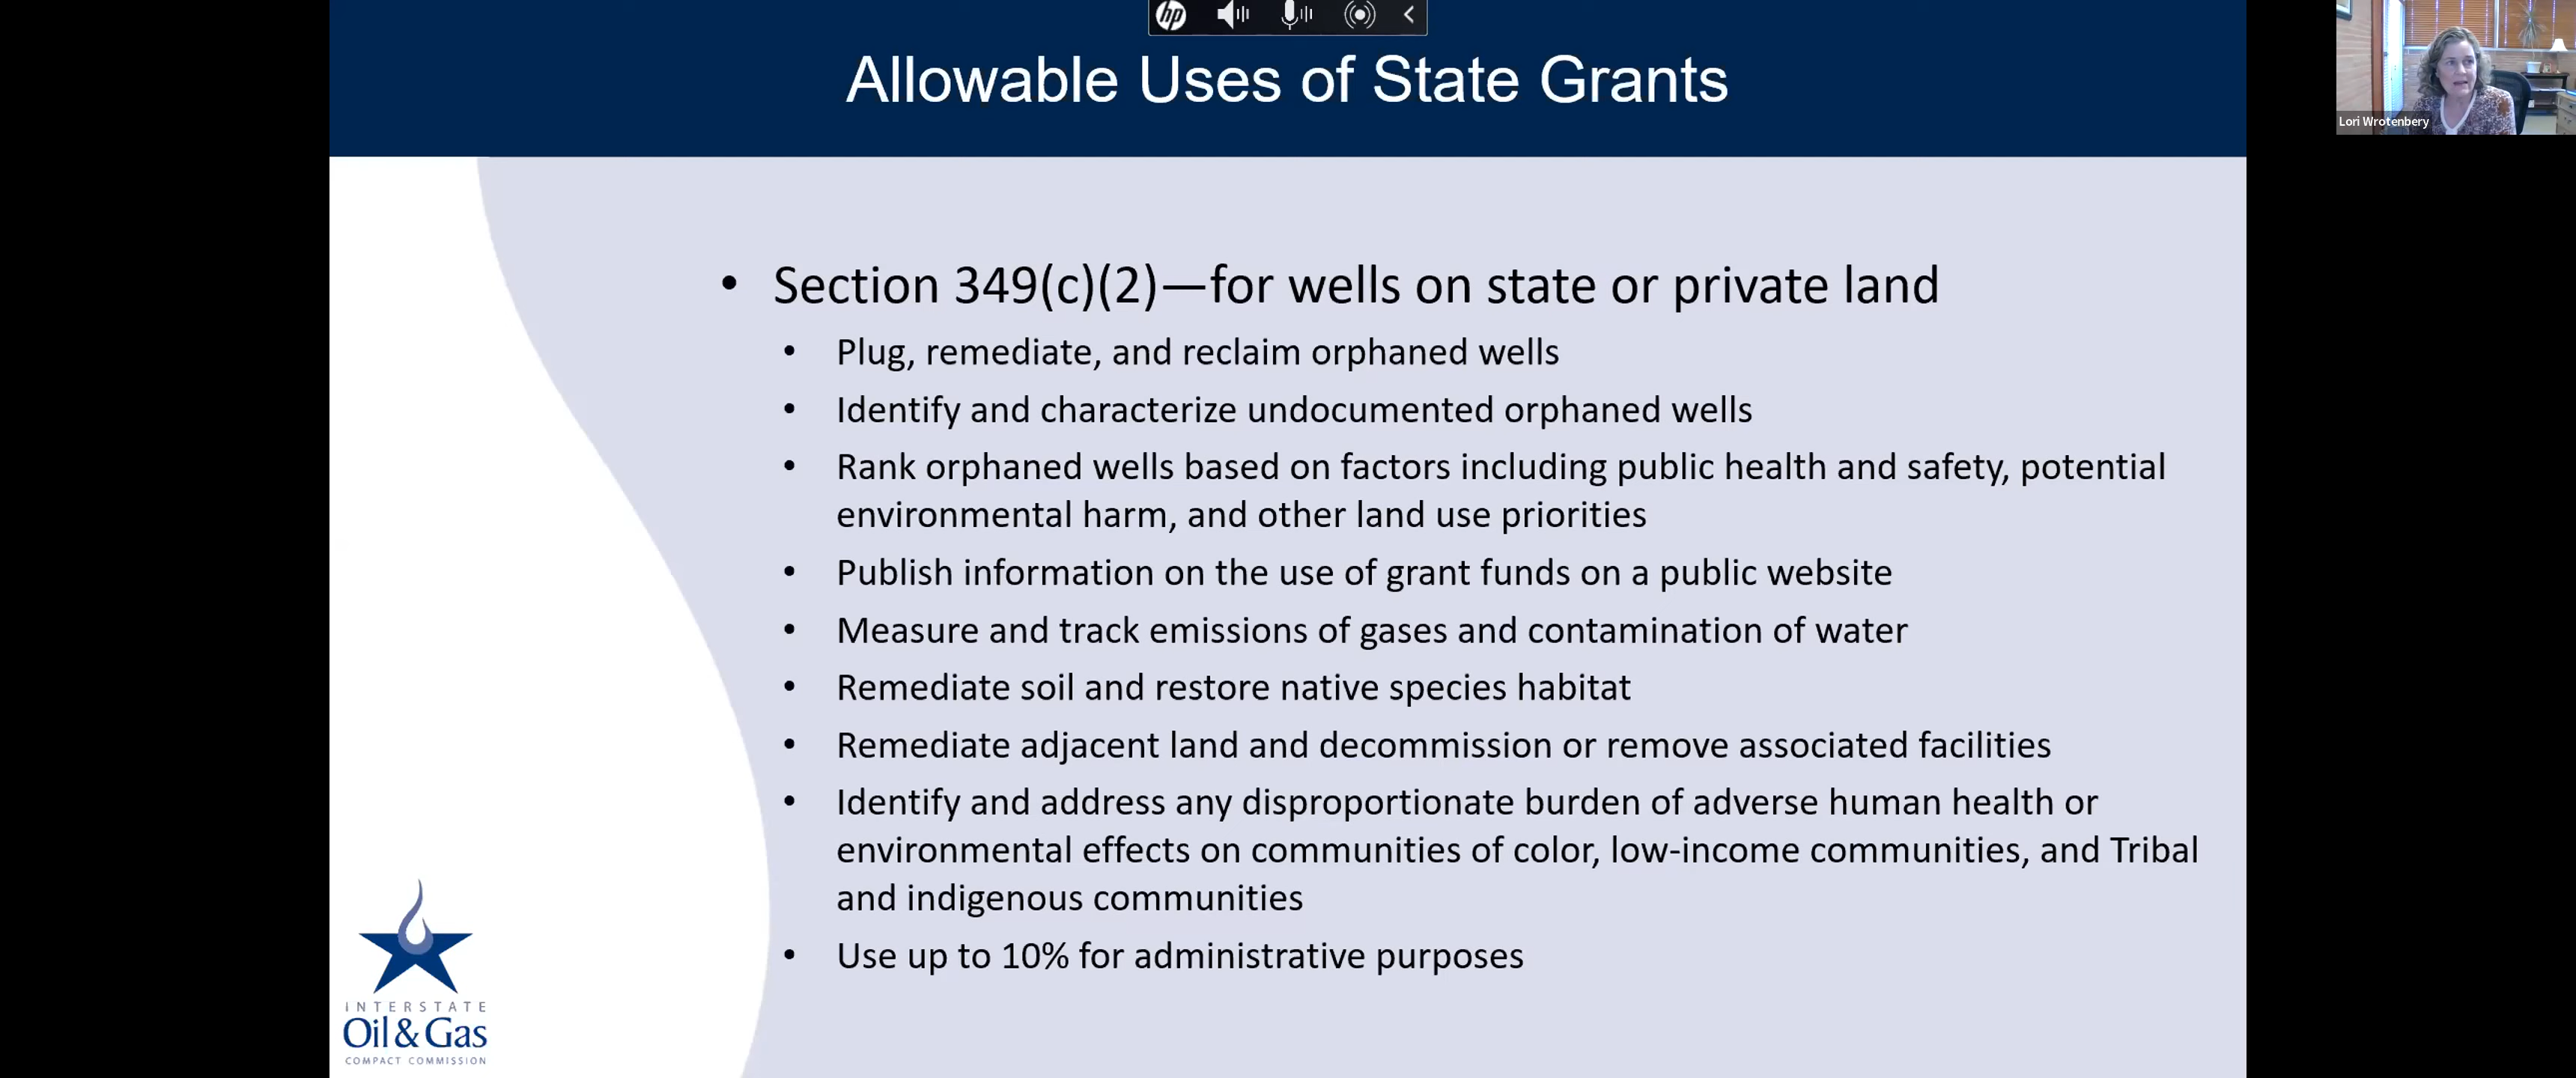 hp
Allowable Uses of State Grants
Lori Wrotenbery
• Section 349(c)(2)—for wells on state or private land
• Plug, remediate, and reclaim orphaned wells
• Identify and characterize undocumented orphaned wells
• Rank orphaned wells based on factors including public health and safety, potential
environmental harm, and other land use priorities
• Publish information on the use of grant funds on a public website
• Measure and track emissions of gases and contamination of water
• Remediate soil and restore native species habitat
• Remediate adjacent land and decommission or remove associated facilities
• Identify and address any disproportionate burden of adverse human health or
environmental effects on communities of color, low-income communities, and Tribal
and indigenous communities
• Use up to 10% for administrative purposes
INTERSTATE
Oil & Gas
COMPACT COMMISSION